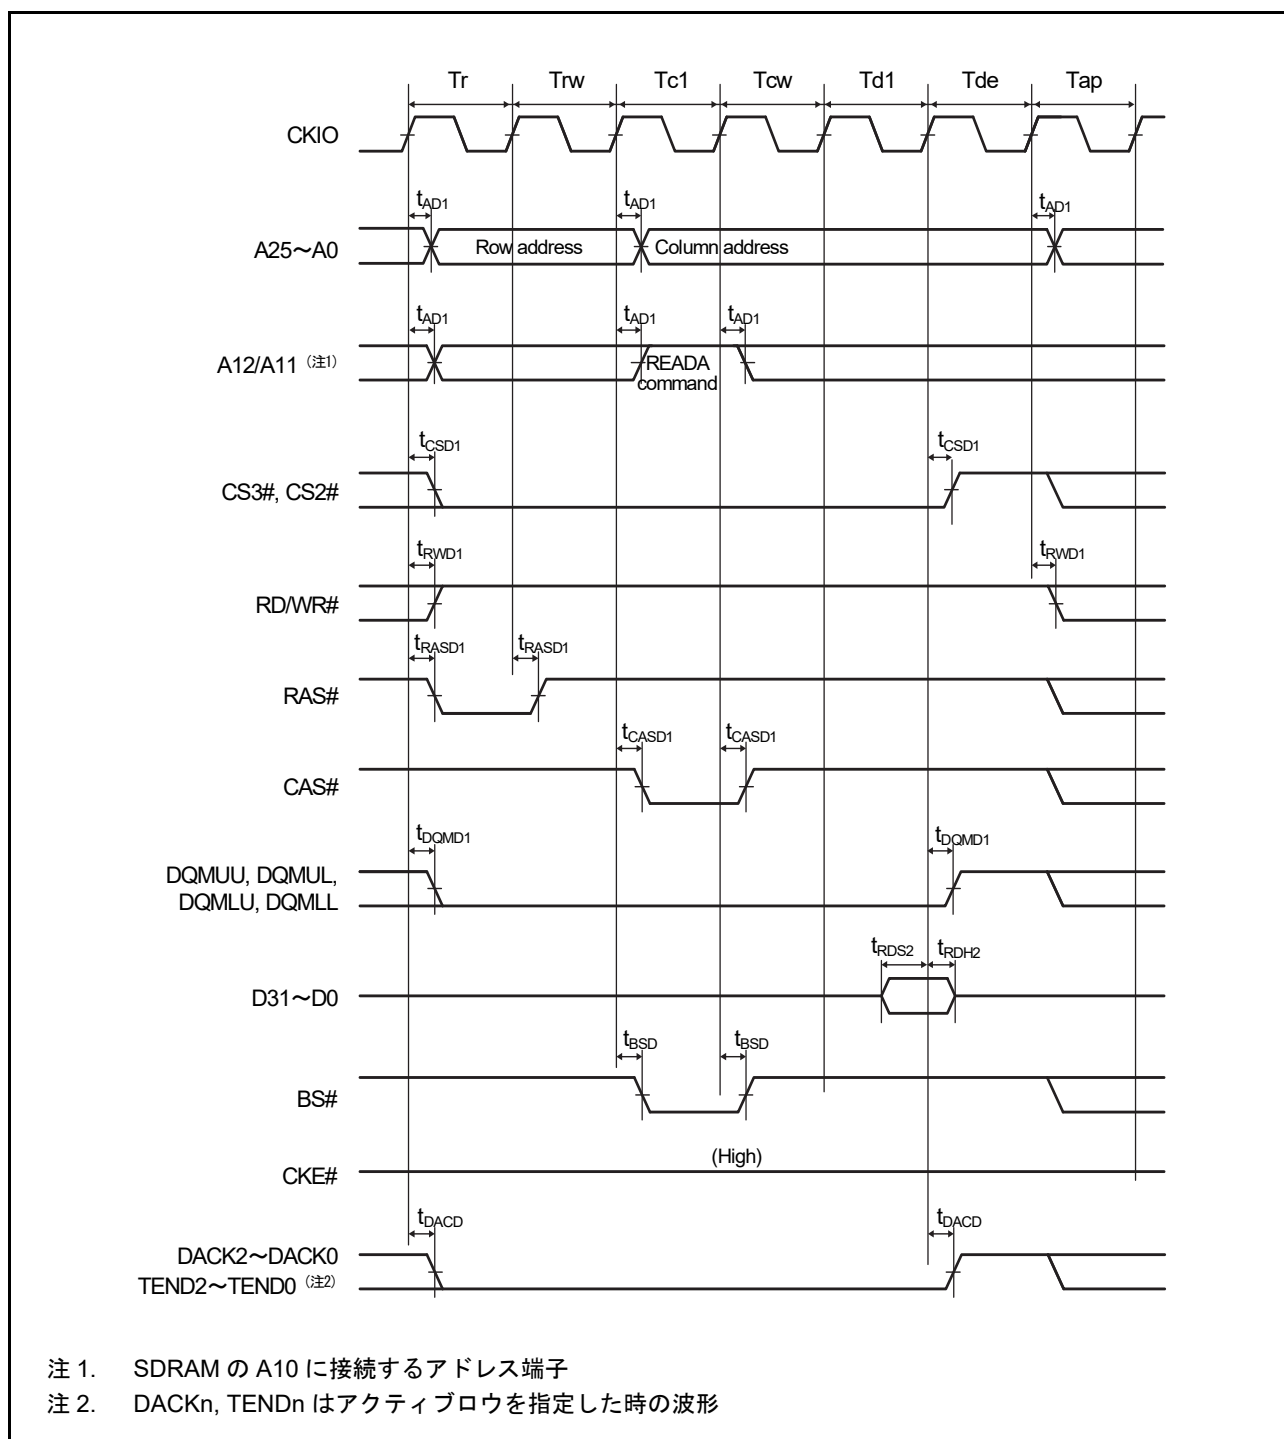 Tr Trw Tc1 Tcw Td1 Tde Tap
CKIO
tAD1 tAD1 tAD1
A25～A0 Row address Column address
tAD1 tAD1 tAD1
A12/A11 (注1) READA
command
tCSD1 tCSD1
CS3#, CS2#
tRWD1 tRWD1
RD/WR#
tRASD1 tRASD1
RAS#
tCASD1 tCASD1
CAS#
tDQMD1 tDQMD1
DQMUU, DQMUL,
DQMLU, DQMLL
tRDS2 tRDH2
D31～D0
tBSD tBSD
BS#
(High)
CKE#
tDACD tDACD
DACK2～DACK0
TEND2～TEND0 (注2)
注 1. SDRAM の A10 に接続するアドレス端子
注 2. DACKn, TENDn はアクティブロウを指定した時の波形